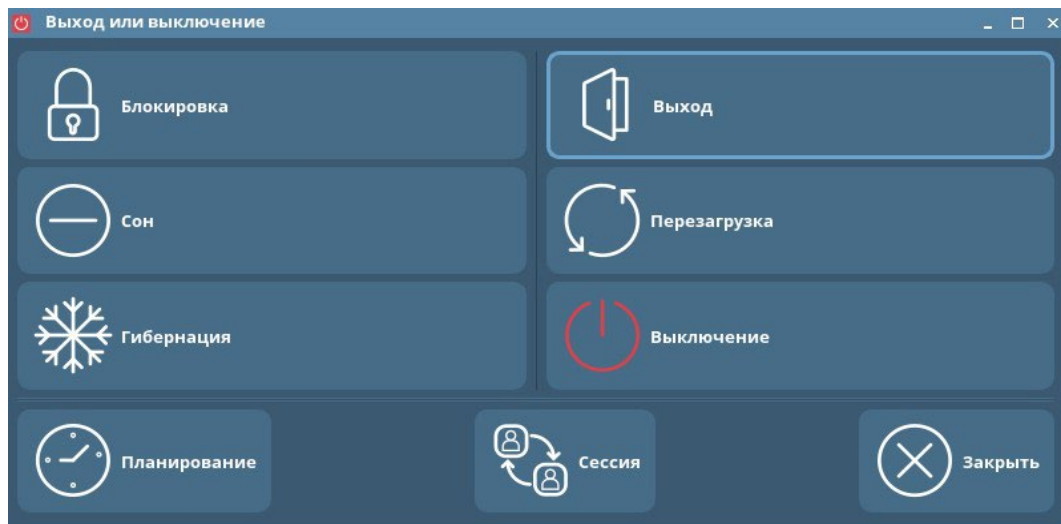 Выход или выключение
Блокировка
Выход
Сон
Перезагрузка
Гибернация
Выключение
Планирование
Сессия
Закрыть